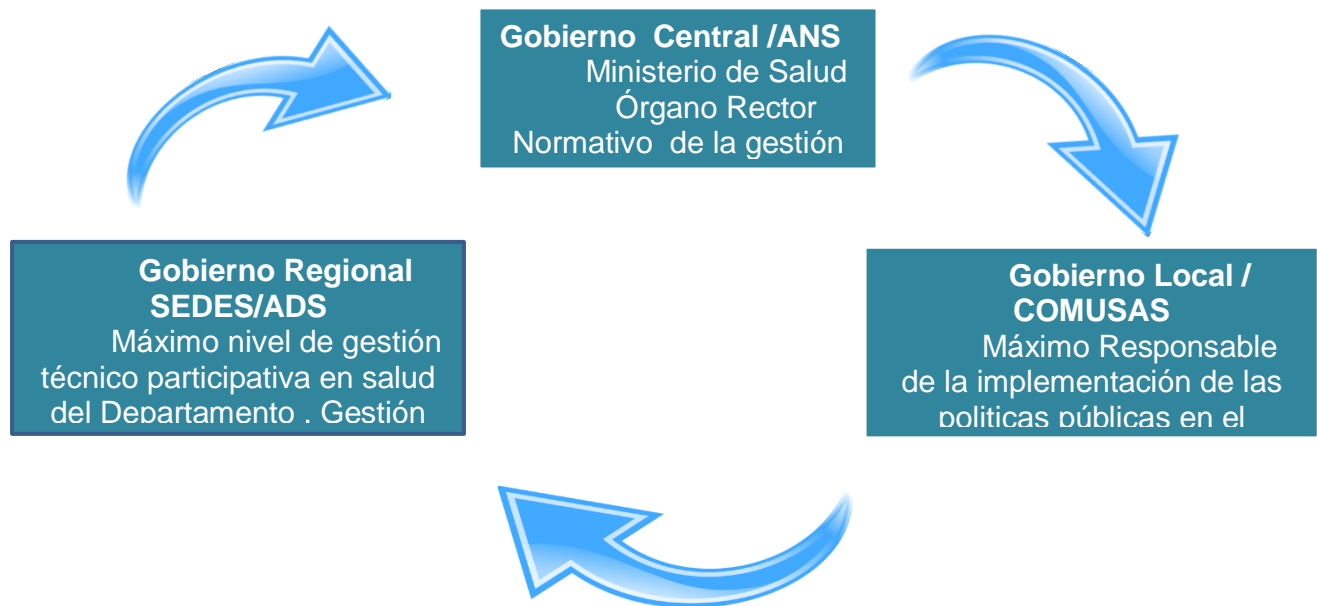 Gobierno Central /ANS
Ministerio de Salud
Órgano Rector
Normativo de la gestión
Gobierno Regional
SEDES/ADS
Máximo nivel de gestión
técnico participativa en salud
del Departamento . Gestión
Gobierno Local /
COMUSAS
Máximo Responsable
de la implementación de las
politicas públicas en el